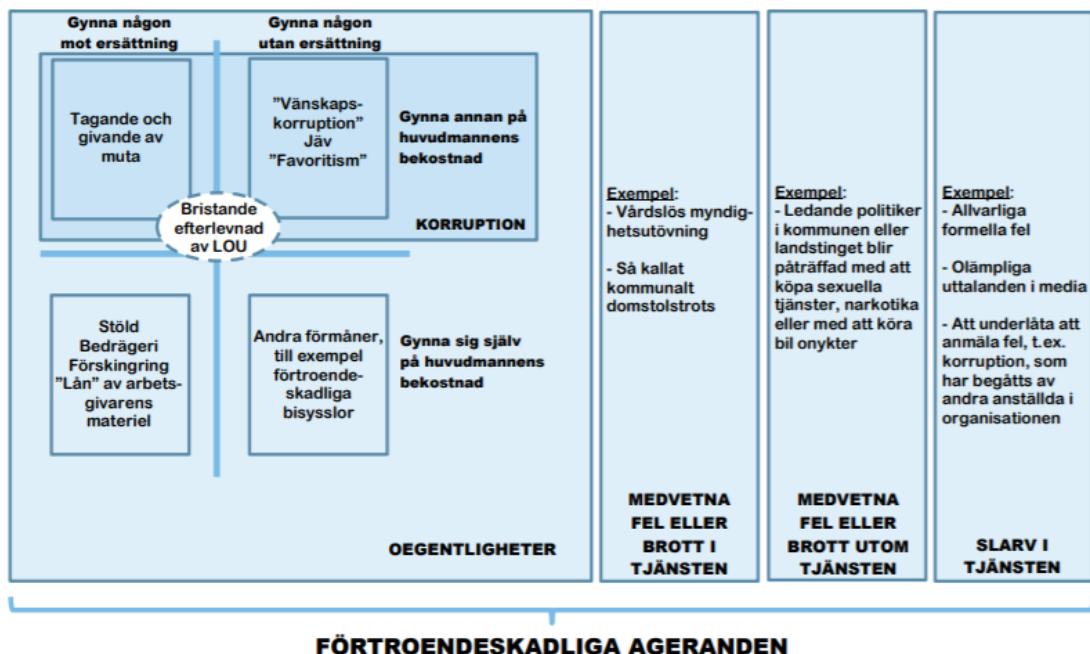 Gynna någon
mot ersättning
Gynna någon
utan ersättning
Tagande och
givande av
muta
”Vänskaps-
korruption”
Jäv
”Favoritism”
Gynna annan på
huvudmannens
bekostnad
Bristande
efterlevnad
av LOU
KORRUPTION
Stöld
Bedrägeri
Förskingring
”Lån” av arbets-
givarens
materiel
Andra förmåner,
till exempel
förtroende-
skadliga
bisysslor
Gynna sig själv
på huvudmannens
bekostnad
OEGENTLIGHETER
Exempel:
- Vårdslös myndig-
hetsutövning
- Så kallat
kommunalt
domstolstrots
MEDVETNA
FEL ELLER
BROTT I
TJÄNSTEN
Exempel:
- Ledande politiker
i kommunen eller
landstinget blir
påträffad med att
köpa sexuella
tjänster, narkotika
eller med att köra
bil onykter
MEDVETNA
FEL ELLER
BROTT UTOM
TJÄNSTEN
Exempel:
- Allvarliga
formella fel
- Olämpliga
uttalanden i media
- Att underlåta att
anmäla fel, t.ex.
korruption, som
har begåtts av
andra anställda i
organisationen
SLARV I
TJÄNSTEN
FÖRTROENDESKADLIGA AGERANDEN